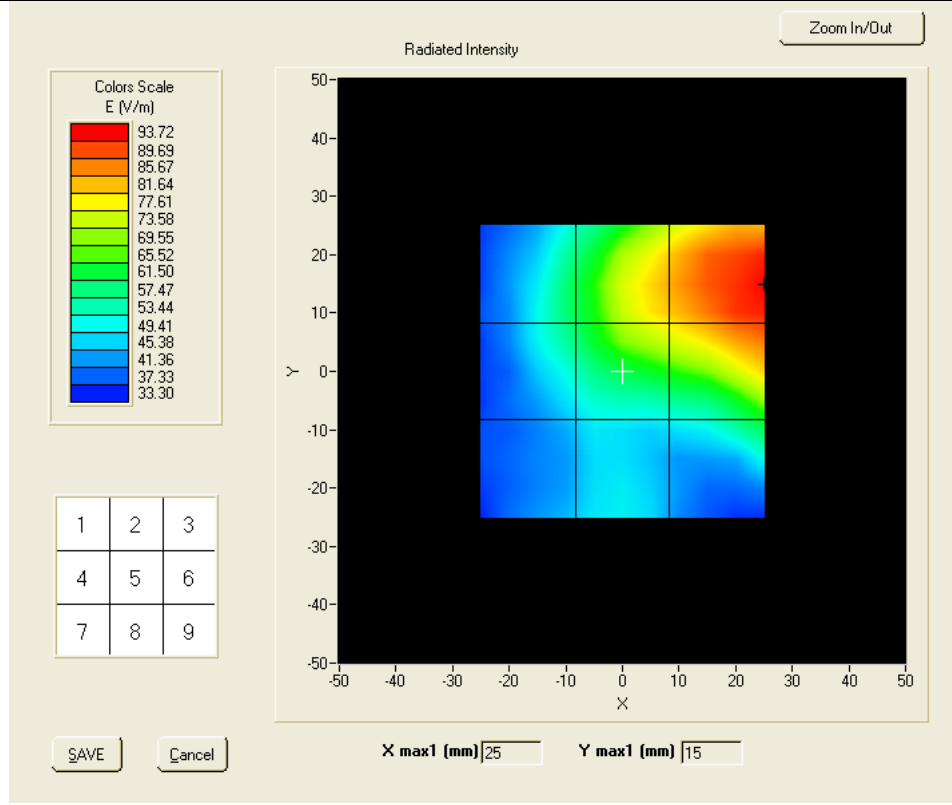 Zoom In/Out
Radiated Intensity
Colors Scale
E (V/m)
93.72
89.69
85.67
81.64
77.61
73.58
69.55
65.52
61.50
57.47
53.44
49.41
45.38
41.36
37.33
33.30
50
40
30
20
10
Y 0
-10
-20
-30
-40
-50
-50 -40 -30 -20 -10 0 10 20 30 40 50
X
1 2 3
4 5 6
7 8 9
SAVE Cancel X max1 (mm) 25 Y max1 (mm) 15